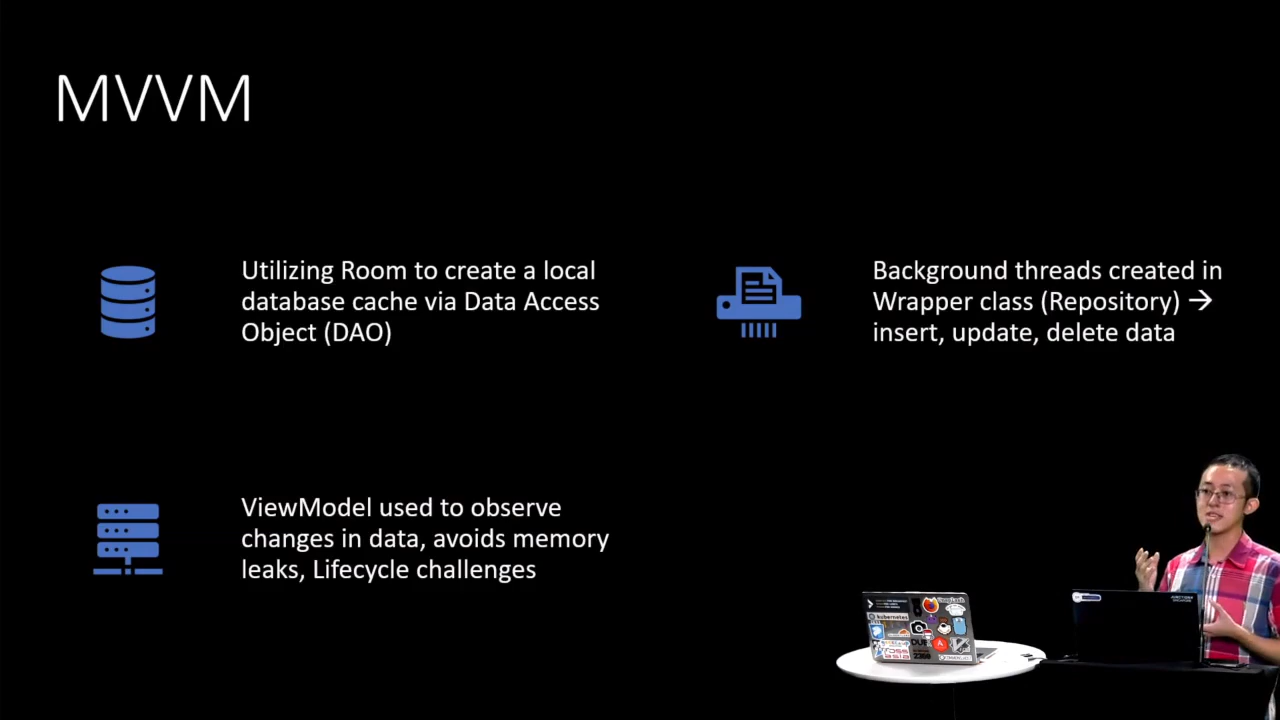 MVVM
Utilizing Room to create a local
database cache via Data Access
Object (DAO)
Background threads created in
Wrapper class (Repository) →
insert, update, delete data
ViewModel used to observe
changes in data, avoids memory
leaks, Lifecycle challenges
kubernetes